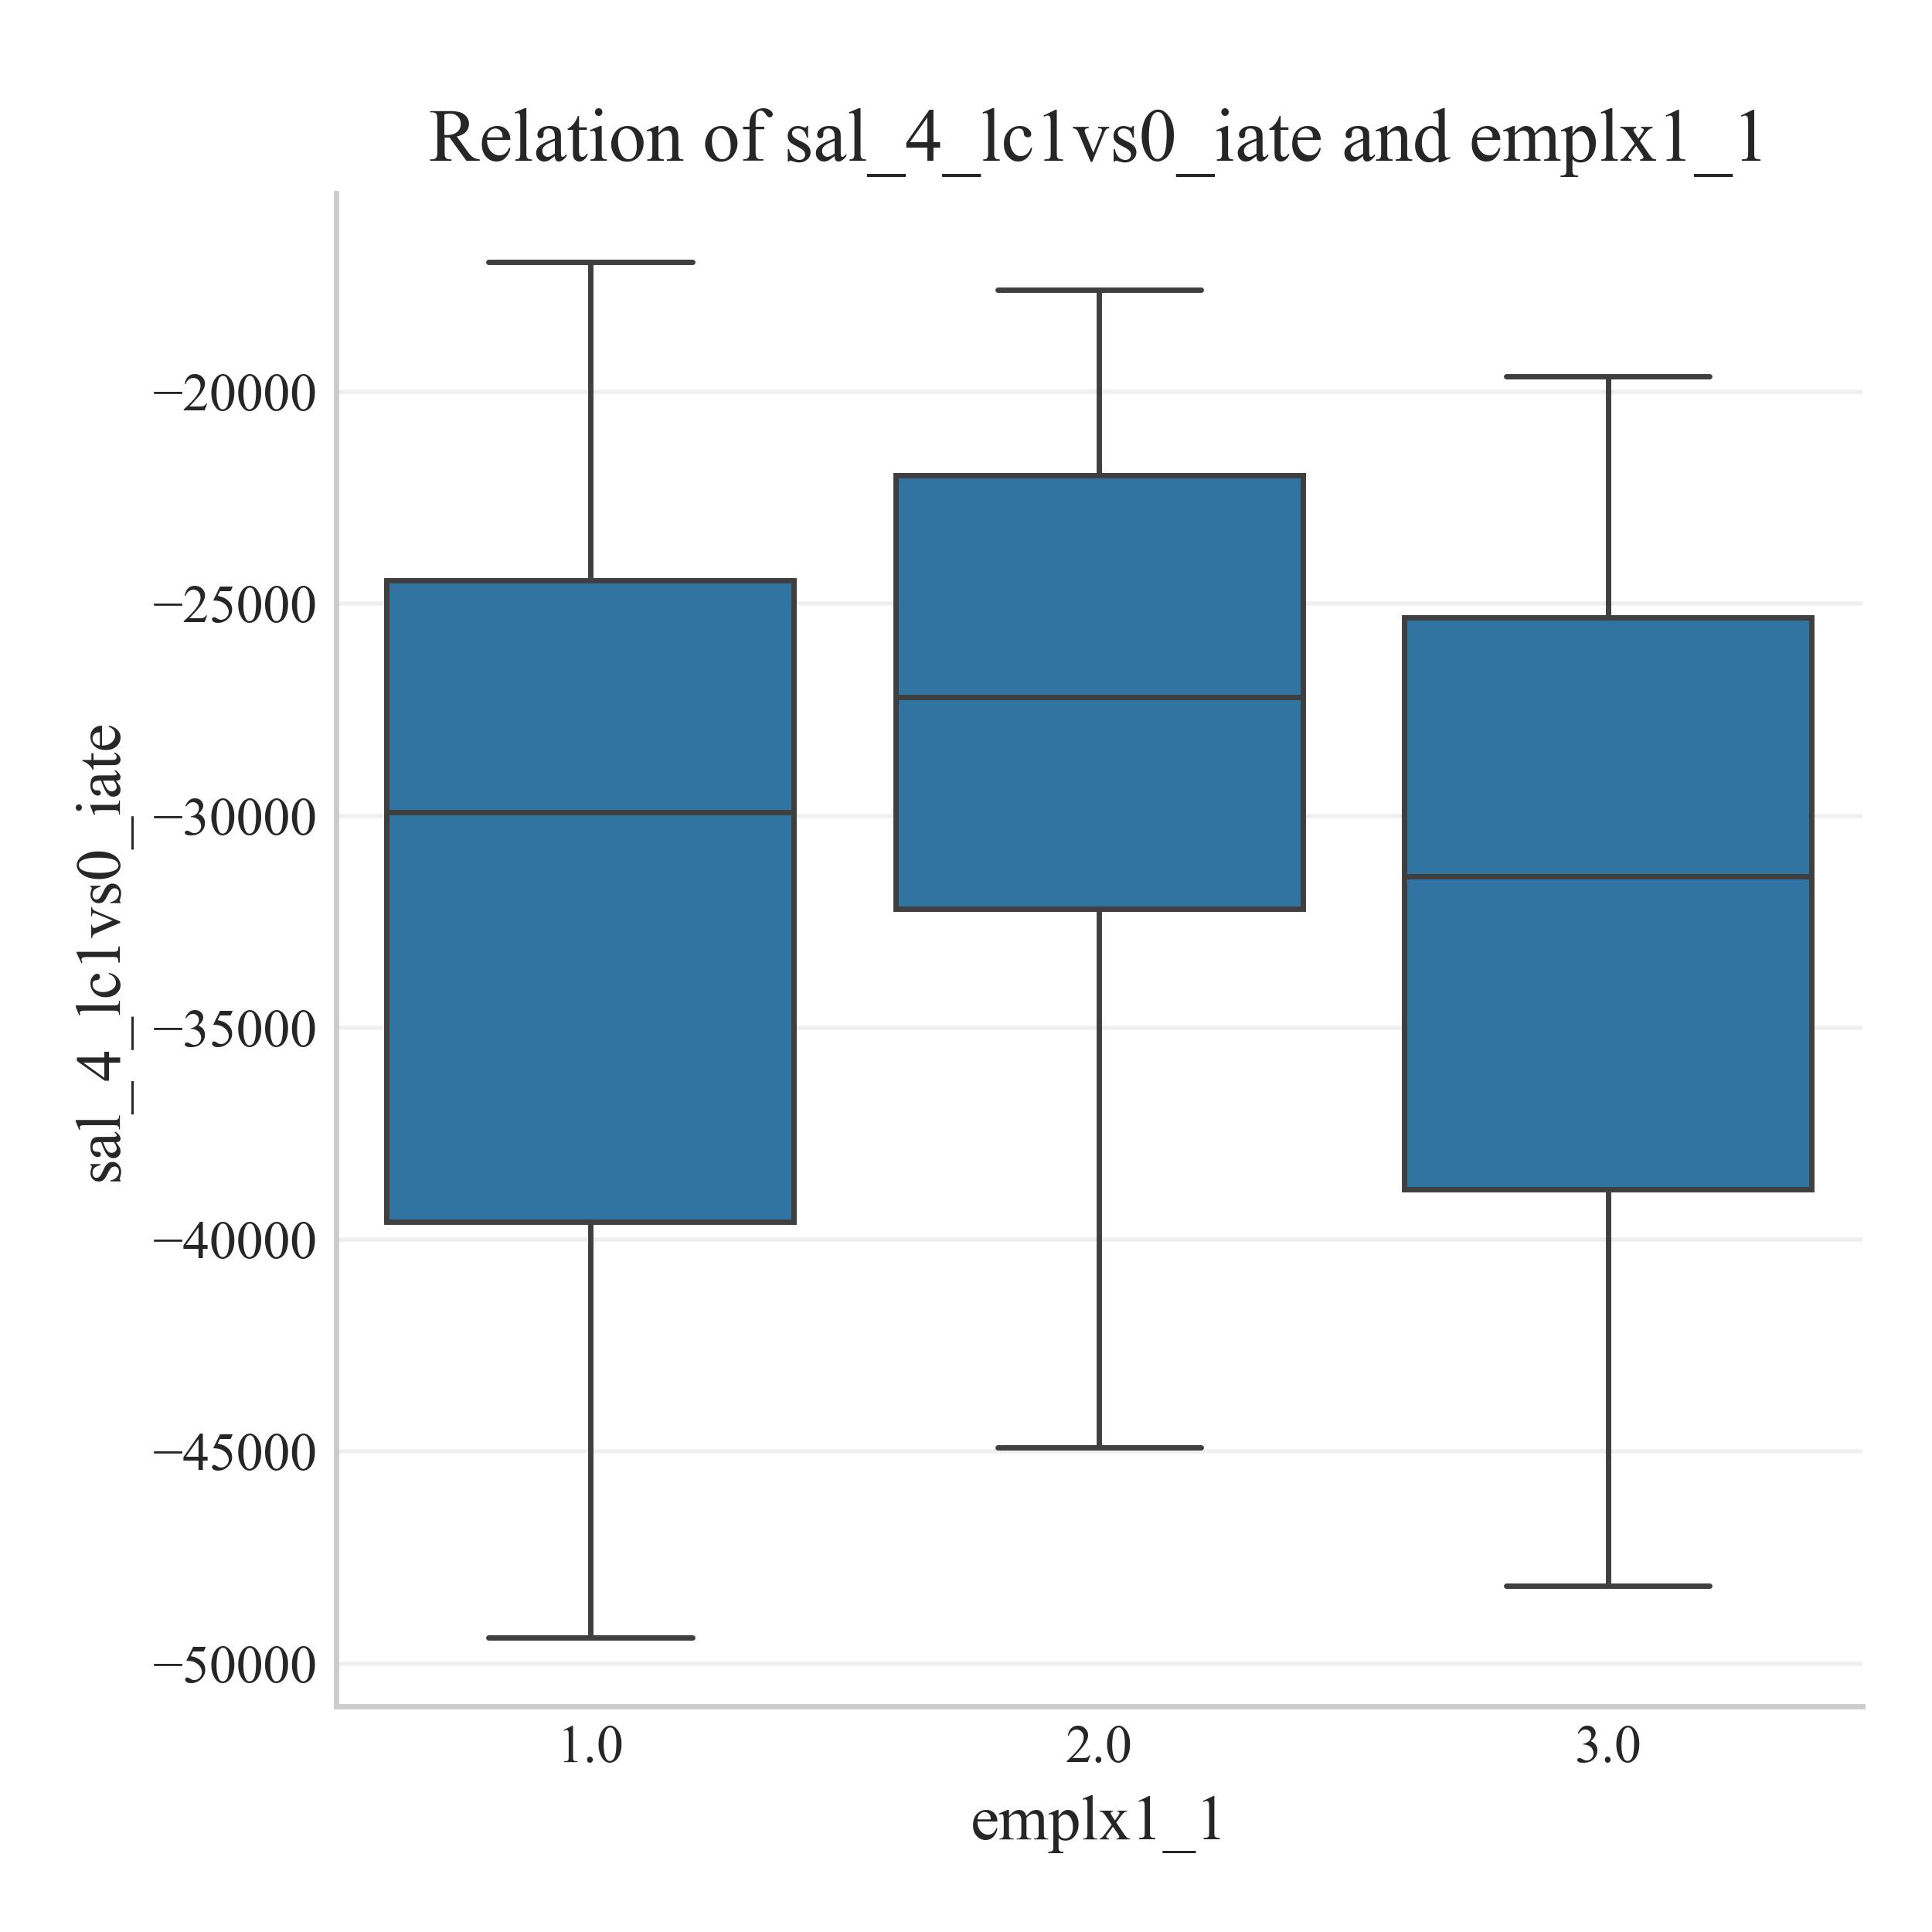 Relation of sal_4_lc1vs0_iate and emplx1_1
sal_4_lc1vs0_iate
−20000
−25000
−30000
−35000
−40000
−45000
−50000
1.0 2.0 3.0
emplx1_1